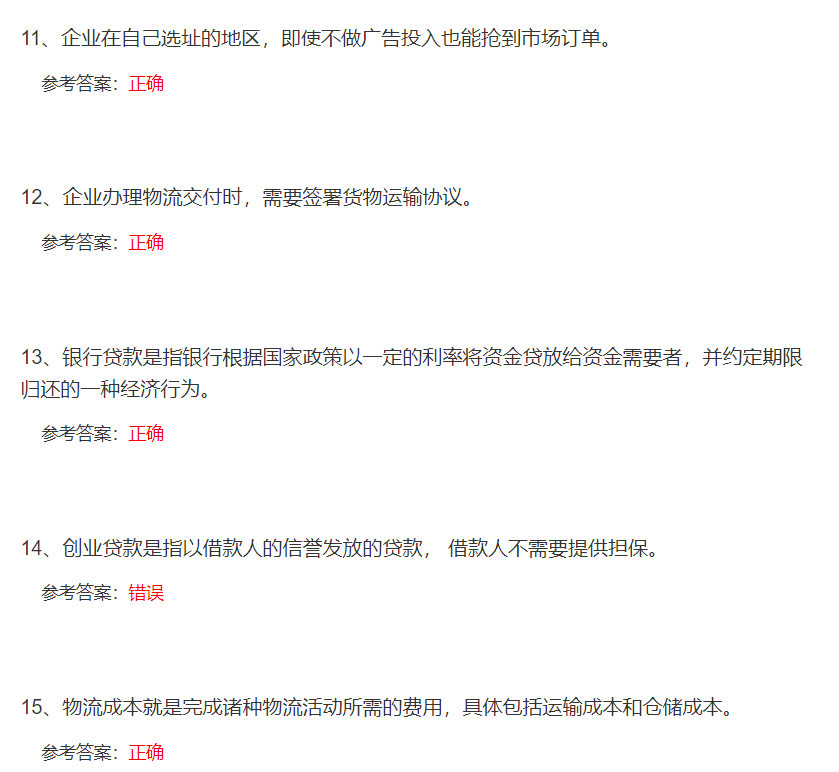 11、企业在自己选址的地区，即使不做广告投入也能抢到市场订单。
参考答案：正确
12、企业办理物流交付时，需要签署货物运输协议。
参考答案：正确
13、银行贷款是指银行根据国家政策以一定的利率将资金贷放给资金需要者，并约定期限
归还的一种经济行为。
参考答案：正确
14、创业贷款是指以借款人的信誉发放的贷款， 借款人不需要提供担保。
参考答案：错误
15、物流成本就是完成诸种物流活动所需的费用，具体包括运输成本和仓储成本。
参考答案：正确